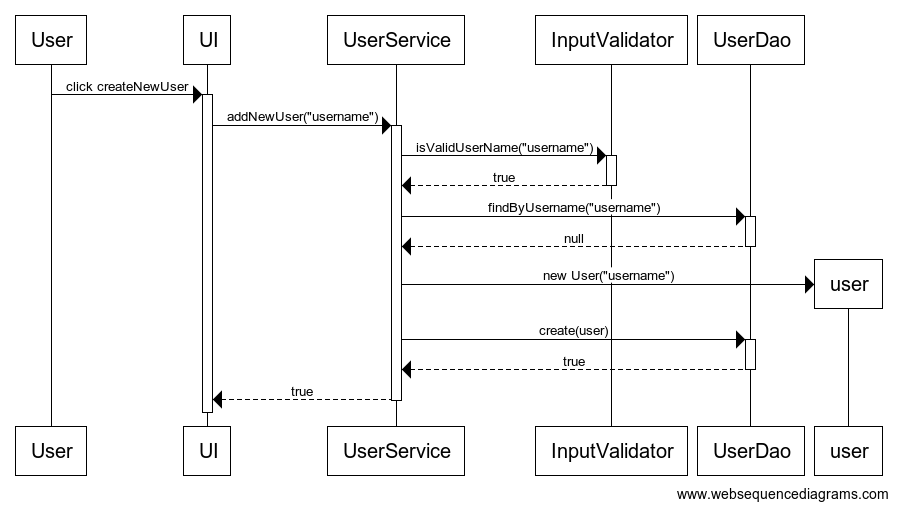 User UI UserService InputValidator UserDao
click createNewUser
addNewUser("username")
isValidUserName("username")
true
findByUsername("username")
null
new User("username")
user
create(user)
true
true
User UI UserService InputValidator UserDao user
www.websequencediagrams.com